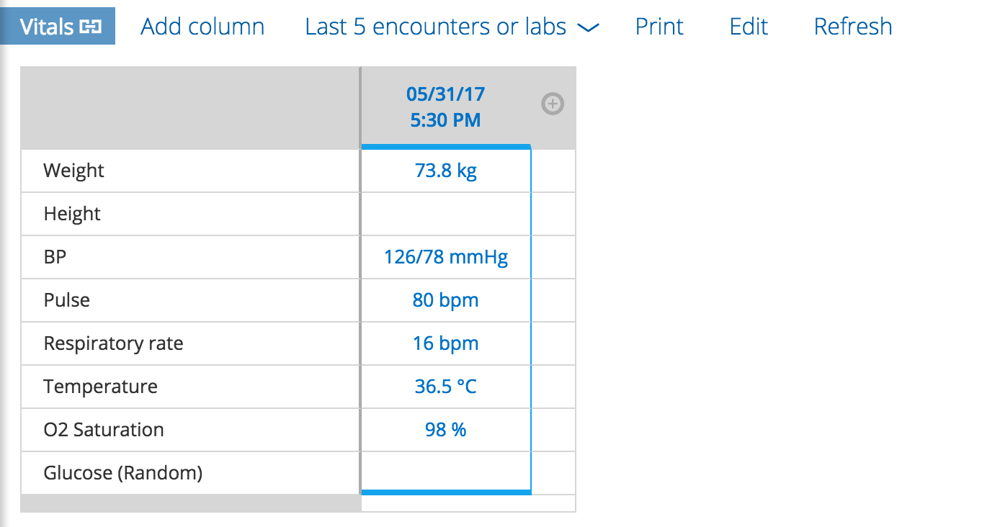 Vitals Add column Last 5 encounters or labs Print Edit Refresh
05/31/17
5:30 PM
Weight 73.8 kg
Height
BP 126/78 mmHg
Pulse 80 bpm
Respiratory rate 16 bpm
Temperature 36.5 °C
O2 Saturation 98 %
Glucose (Random)